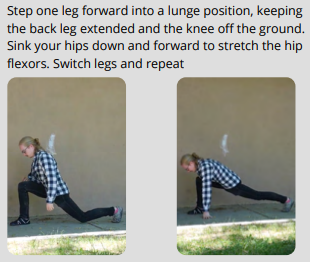 Step one leg forward into a lunge position, keeping
the back leg extended and the knee off the ground.
Sink your hips down and forward to stretch the hip
flexors. Switch legs and repeat